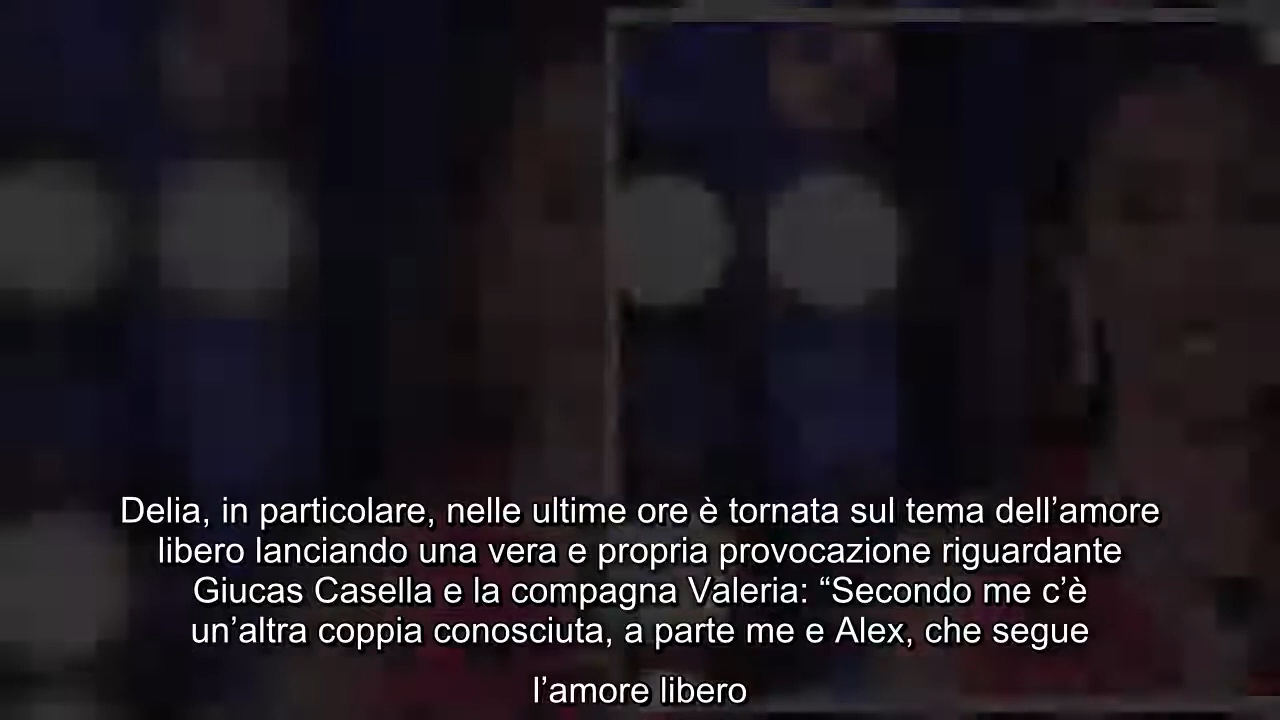 Delia, in particolare, nelle ultime ore è tornata sul tema dell’amore
libero lanciando una vera e propria provocazione riguardante
Giucas Casella e la compagna Valeria: “Secondo me c’è
un’altra coppia conosciuta, a parte me e Alex, che segue
l’amore libero